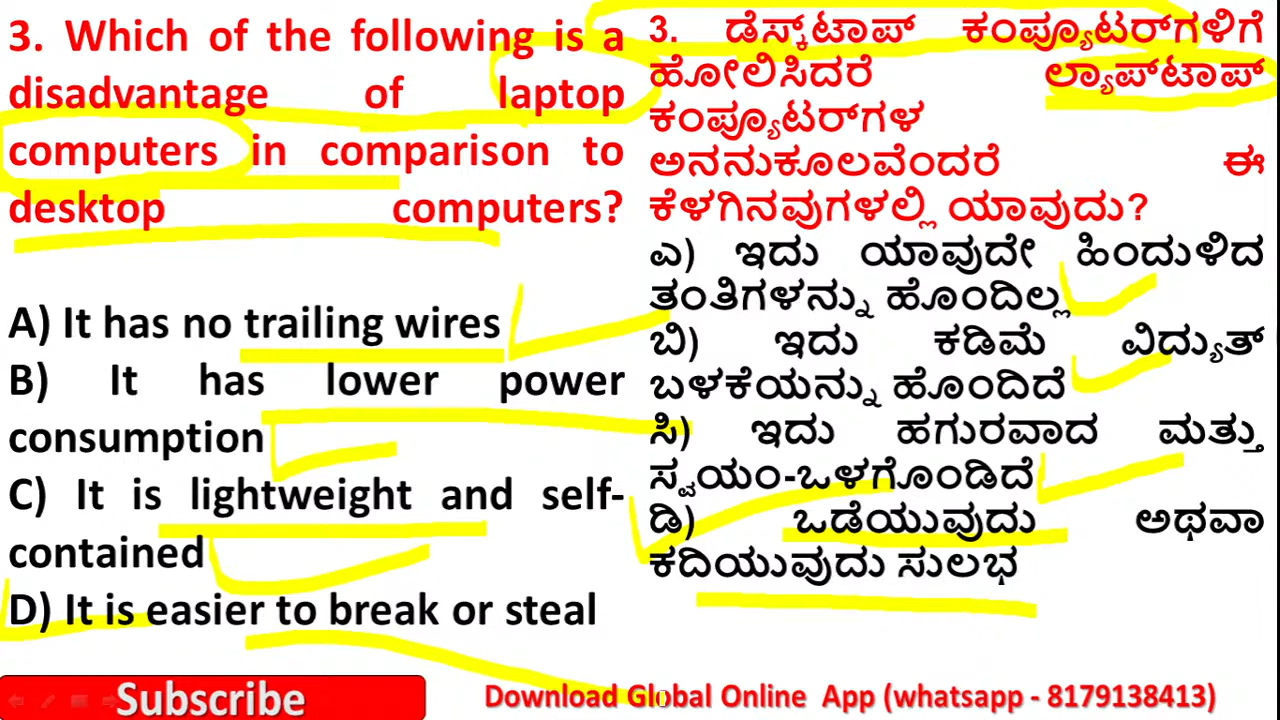 3. Which of the following is a
disadvantage of laptop
computers in comparison to
desktop computers?
A) It has no trailing wires
B) It has lower power
consumption
C) It is lightweight and self-
contained
D) It is easier to break or steal
3. ಡೆಸ್ಕ್‌ಟಾಪ್ ಕಂಪ್ಯೂಟರ್‌ಗಳಿಗೆ
ಹೋಲಿಸಿದರೆ ಲ್ಯಾಪ್‌ಟಾಪ್
ಕಂಪ್ಯೂಟರ್‌ಗಳ
ಅನನುಕೂಲವೆಂದರೆ ಈ
ಕೆಳಗಿನವುಗಳಲ್ಲಿ ಯಾವುದು?
ಎ) ಇದು ಯಾವುದೇ ಹಿಂದುಳಿದ
ತಂತಿಗಳನ್ನು ಹೊಂದಿಲ್ಲ
ಬಿ) ಇದು ಕಡಿಮೆ ವಿದ್ಯುತ್
ಬಳಕೆಯನ್ನು ಹೊಂದಿದೆ
ಸಿ) ಇದು ಹಗುರವಾದ ಮತ್ತು
ಸ್ವಯಂ-ಒಳಗೊಂಡಿದೆ
ಡಿ) ಒಡೆಯುವುದು ಅಥವಾ
ಕದಿಯುವುದು ಸುಲಭ
Subscribe
Download Global Online App (whatsapp - 8179138413)